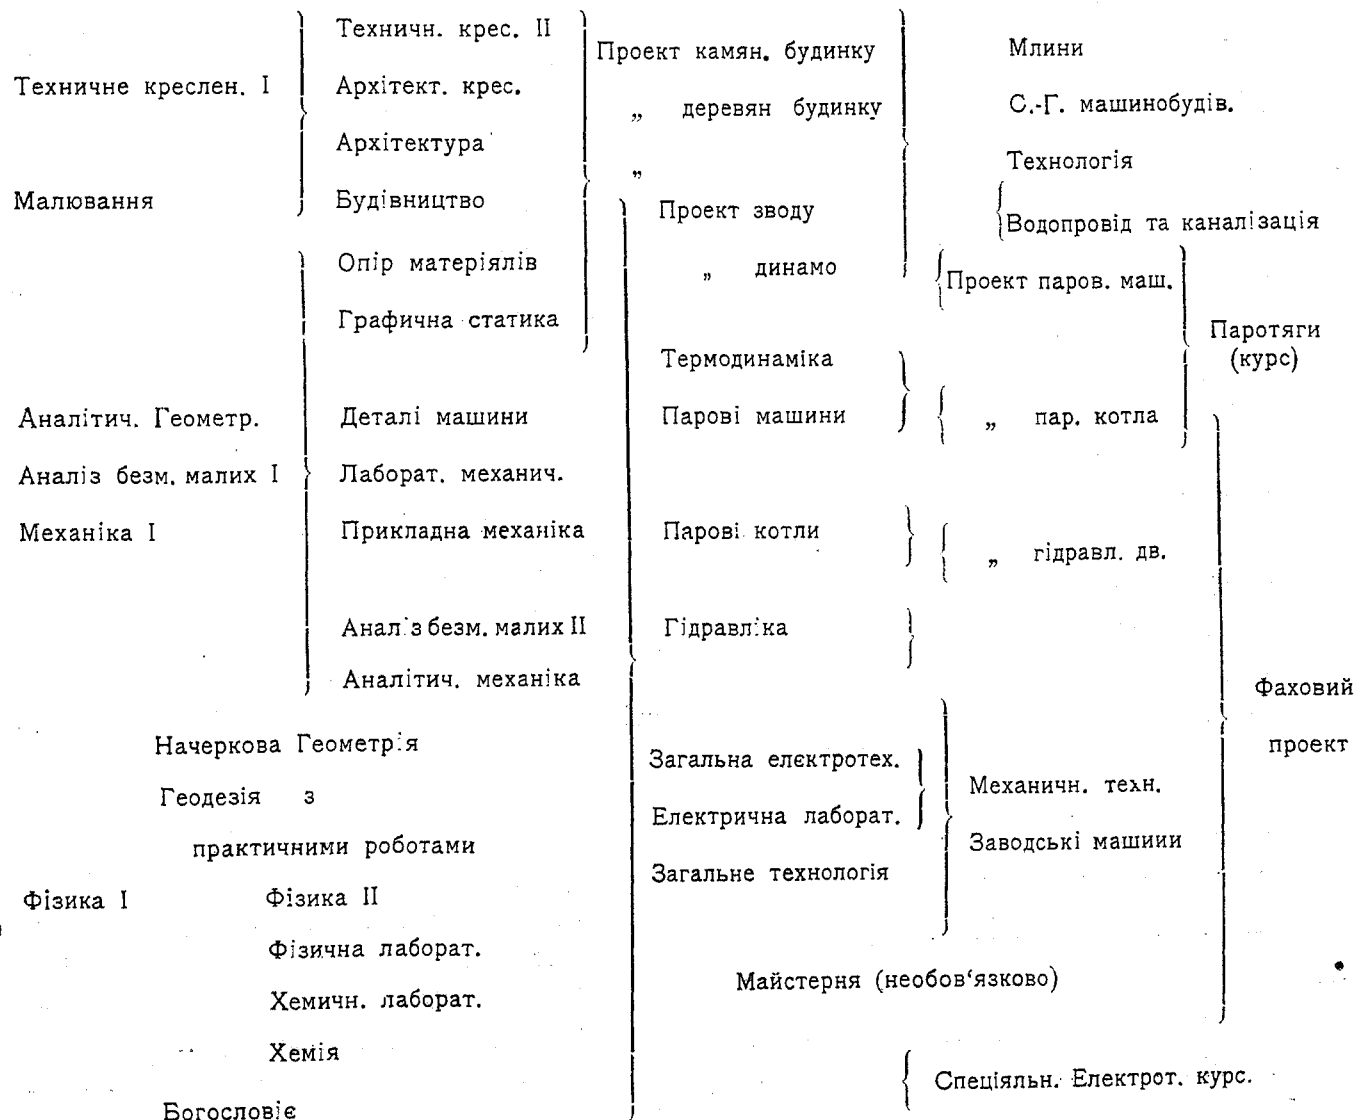 Техничн. крес. II
Техничне креслен. I
Архітект. крес.
Архітектура
Малювання
Будівництво
Опір матеріялів
Графична статика
Аналітич. Геометр.
Деталі машини
Аналіз безм. малих I
Лаборат. механич.
Механіка I
Прикладна механіка
Аналіз безм. малих II
Аналітич. механіка
Начеркова Геометрія
Геодезія з
практичними роботами
Фізика I
Фізика II
Фізична лаборат.
Хемичн. лаборат.
Хемія
Богословіє
Проект камян. будинку
„ деревян будинку
„
Проект зводу
„ динамо
Термодинаміка
Парові машини
Парові котли
Гідравліка
Загальна електротех.
Електрична лаборат.
Загальне технологія
Майстерня (необов‘язково)
Млини
С.-Г. машинобудів.
Технологія
Водопровід та каналізація
Проект паров. маш.
„ пар. котла
„ гідравл. дв.
Механичн. техн.
Заводські машиии
Спеціяльн. Електрот. курс.
Паротяги
(курс)
Фаховий
проект